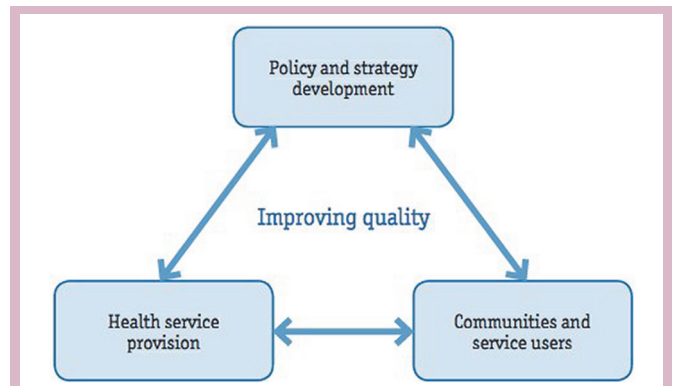 Policy and strategy
development
Improving quality
Health service
provision
Communities and
service users